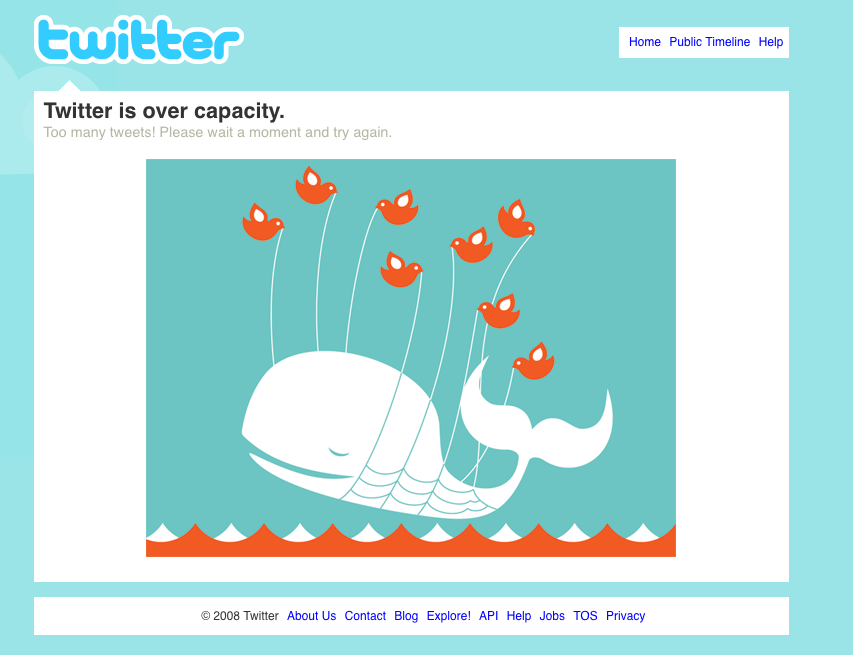 twitter
Home Public Timeline Help
Twitter is over capacity.
Too many tweets! Please wait a moment and try again.
© 2008 Twitter About Us Contact Blog Explore! API Help Jobs TOS Privacy